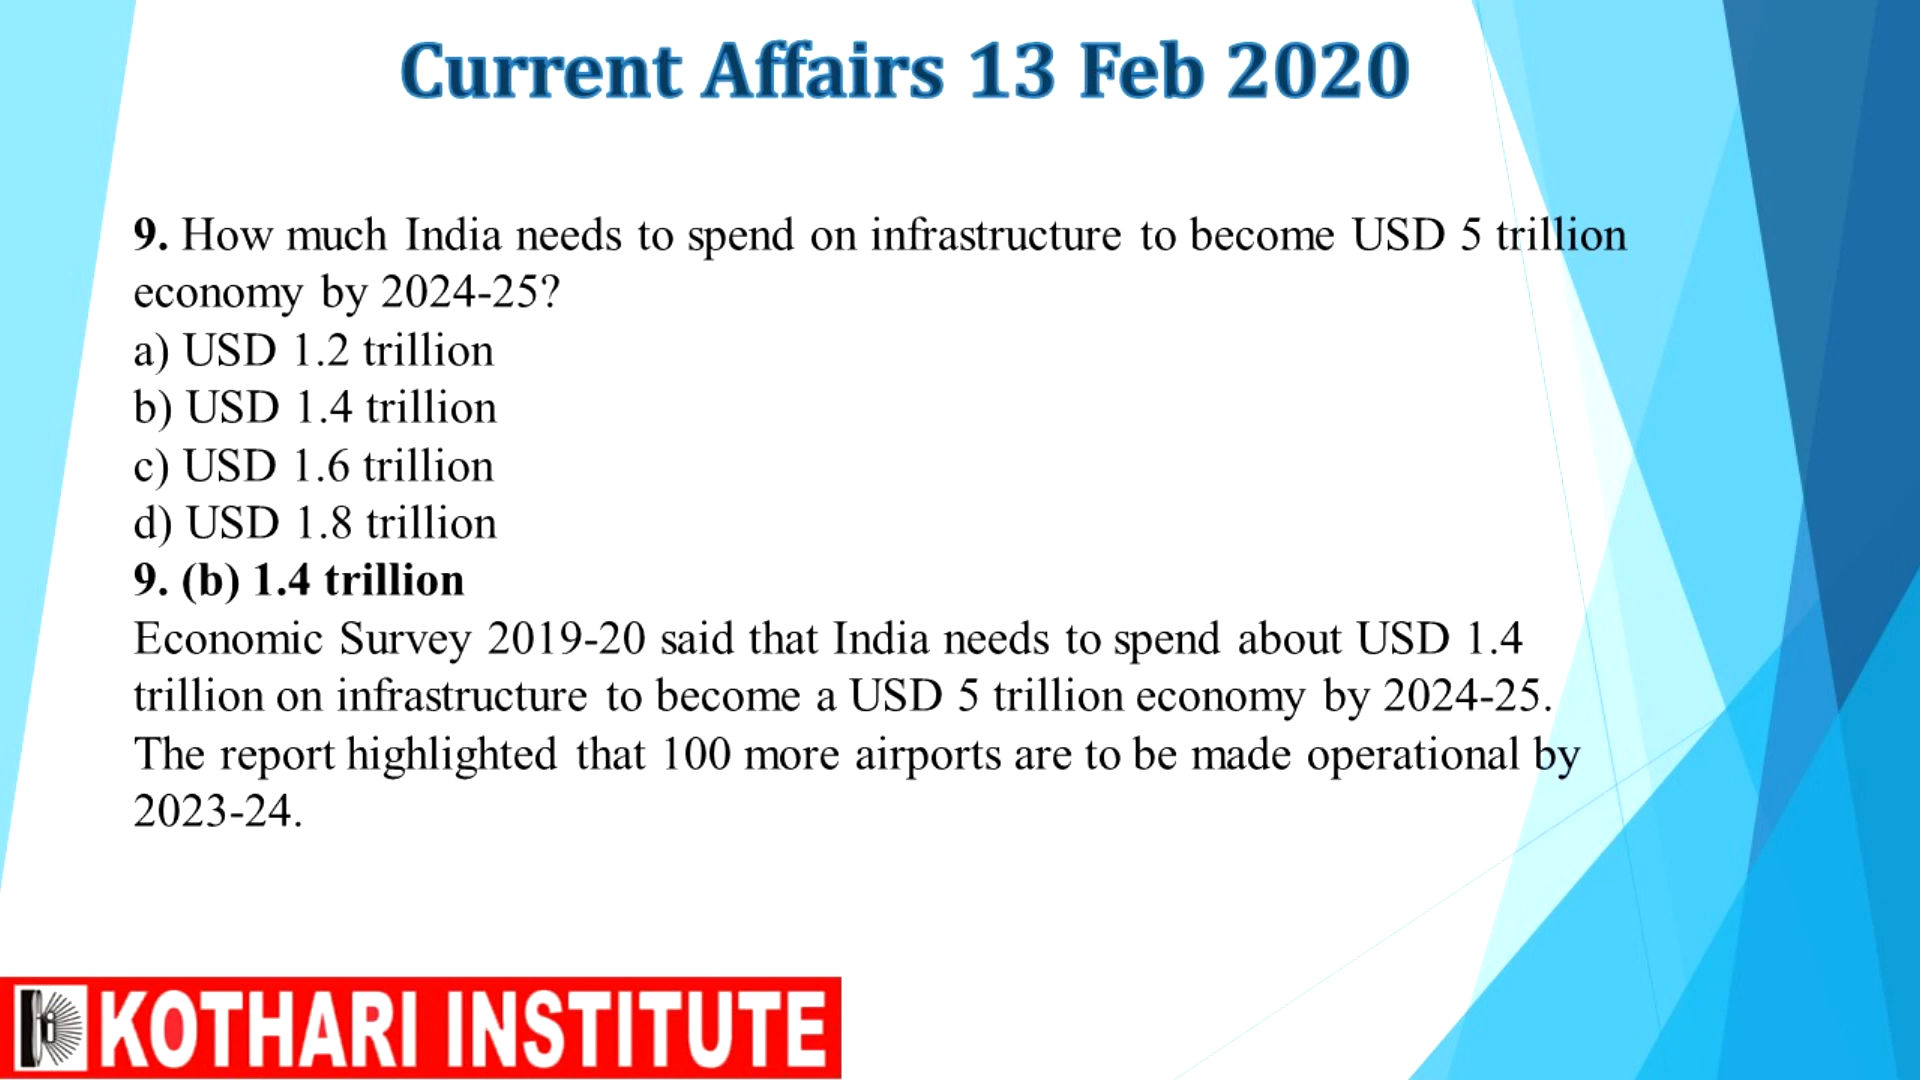 Current Affairs 13 Feb 2020
9. How much India needs to spend on infrastructure to become USD 5 trillion
economy by 2024-25?
a) USD 1.2 trillion
b) USD 1.4 trillion
c) USD 1.6 trillion
d) USD 1.8 trillion
9. (b) 1.4 trillion
Economic Survey 2019-20 said that India needs to spend about USD 1.4
trillion on infrastructure to become a USD 5 trillion economy by 2024-25.
The report highlighted that 100 more airports are to be made operational by
2023-24.
KOTHARI INSTITUTE